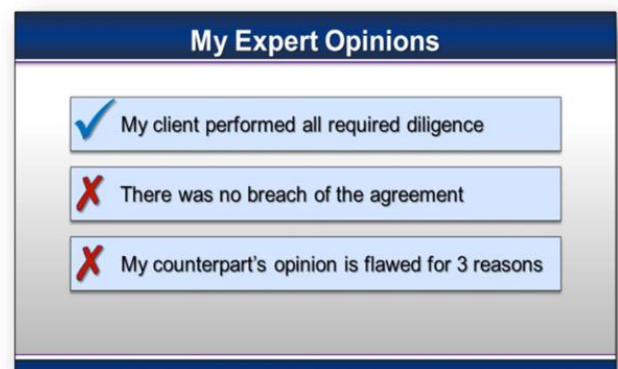 My Expert Opinions
My client performed all required diligence
There was no breach of the agreement
My counterpart's opinion is flawed for 3 reasons